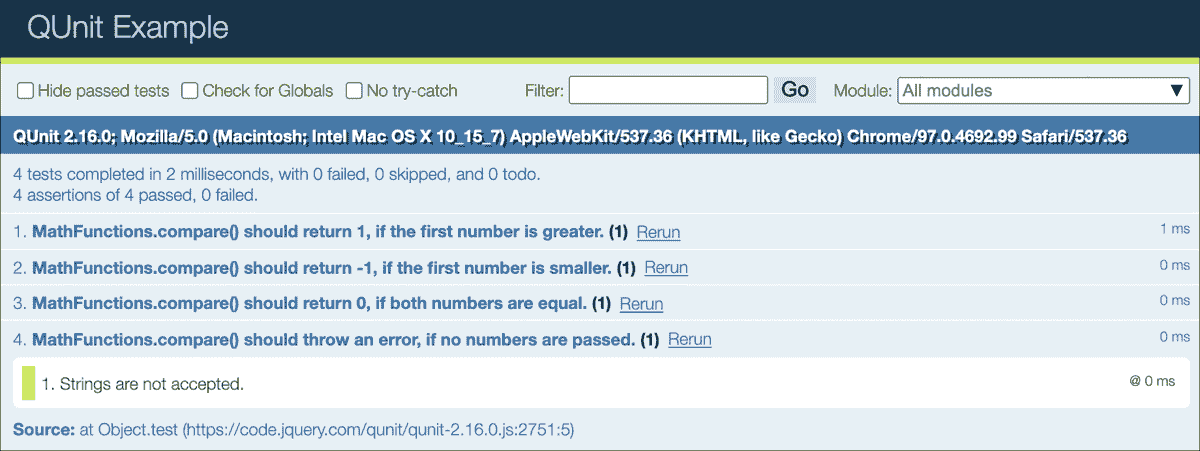 QUnit Example
Hide passed tests Check for Globals No try-catch Filter: Go Module: All modules
QUnit 2.16.0; Mozilla/5.0 (Macintosh; Intel Mac OS X 10_15_7) AppleWebKit/537.36 (KHTML, like Gecko) Chrome/97.0.4692.99 Safari/537.36
4 tests completed in 2 milliseconds, with 0 failed, 0 skipped, and 0 todo.
4 assertions of 4 passed, 0 failed.
1. MathFunctions.compare() should return 1, if the first number is greater. (1) Rerun 1 ms
2. MathFunctions.compare() should return -1, if the first number is smaller. (1) Rerun 0 ms
3. MathFunctions.compare() should return 0, if both numbers are equal. (1) Rerun 0 ms
4. MathFunctions.compare() should throw an error, if no numbers are passed. (1) Rerun 0 ms
1. Strings are not accepted. @ 0 ms
Source: at Object.test (https://code.jquery.com/qunit/qunit-2.16.0.js:2751:5)